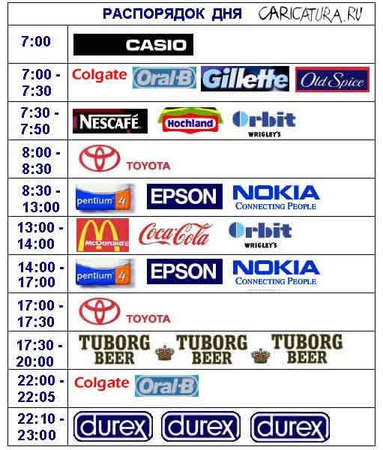 РАСПОРЯДОК ДНЯ CARICATURA.RU
7:00 CASIO
7:00 - 7:30 Colgate Oral-B Gillette Old Spice
7:30 - 7:50 NESCAFÉ Hochland Orbit WRIGLEY'S
8:00 - 8:30 TOYOTA
8:30 - 13:00 pentium 4 EPSON NOKIA CONNECTING PEOPLE
13:00 - 14:00 McDonald's Coca-Cola Orbit WRIGLEY'S
14:00 - 17:00 pentium 4 EPSON NOKIA CONNECTING PEOPLE
17:00 - 17:30 TOYOTA
17:30 - 20:00 TUBORG BEER TUBORG BEER TUBORG BEER
22:00 - 22:05 Colgate Oral-B
22:10 - 23:00 durex durex durex